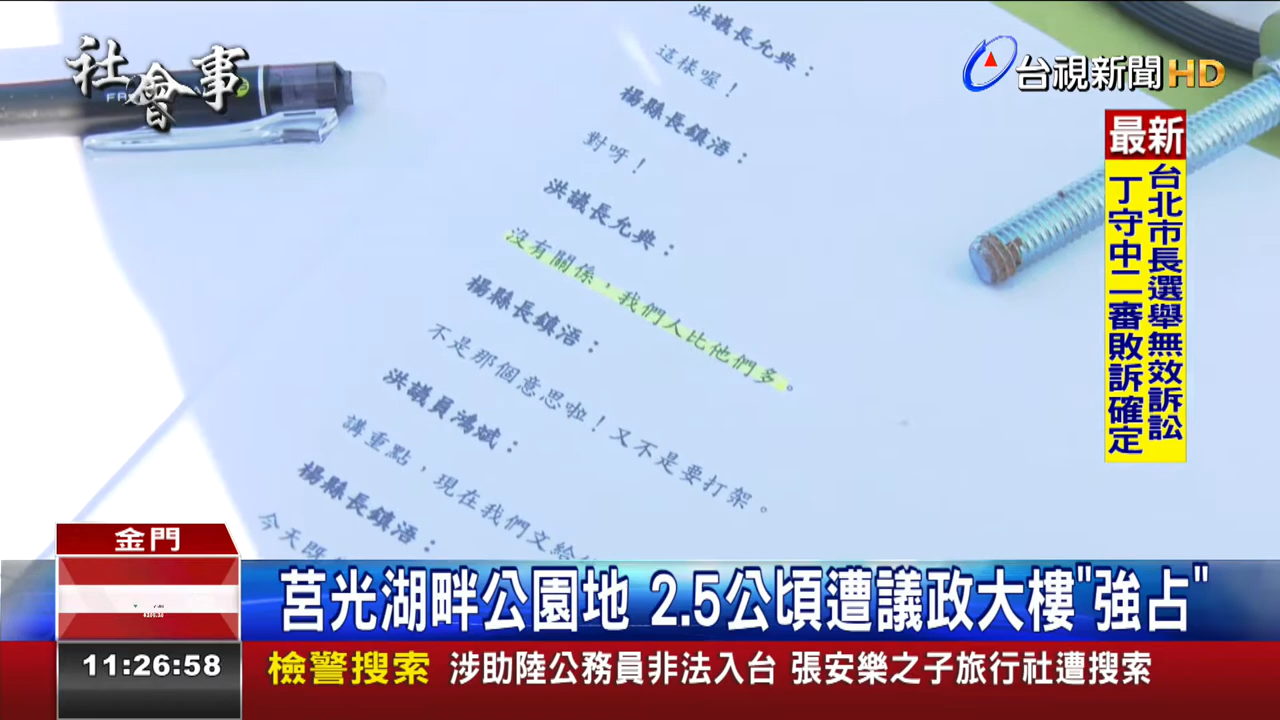 社會事
台視新聞HD
洪議長允典：
這樣喔！
楊縣長鎮浯：
對呀！
洪議長允典：
沒有關係，我們人比他們多。
楊縣長鎮浯：
不是那個意思啦！又不是要打架。
洪議員鴻斌：
講重點，現在我們文給
楊縣長鎮浯：
今天既
最新
台北市長選舉無效訴訟
丁守中二審敗訴確定
金門
莒光湖畔公園地 2.5公頃遭議政大樓"強占"
11:26:58
檢警搜索 涉助陸公務員非法入台 張安樂之子旅行社遭搜索